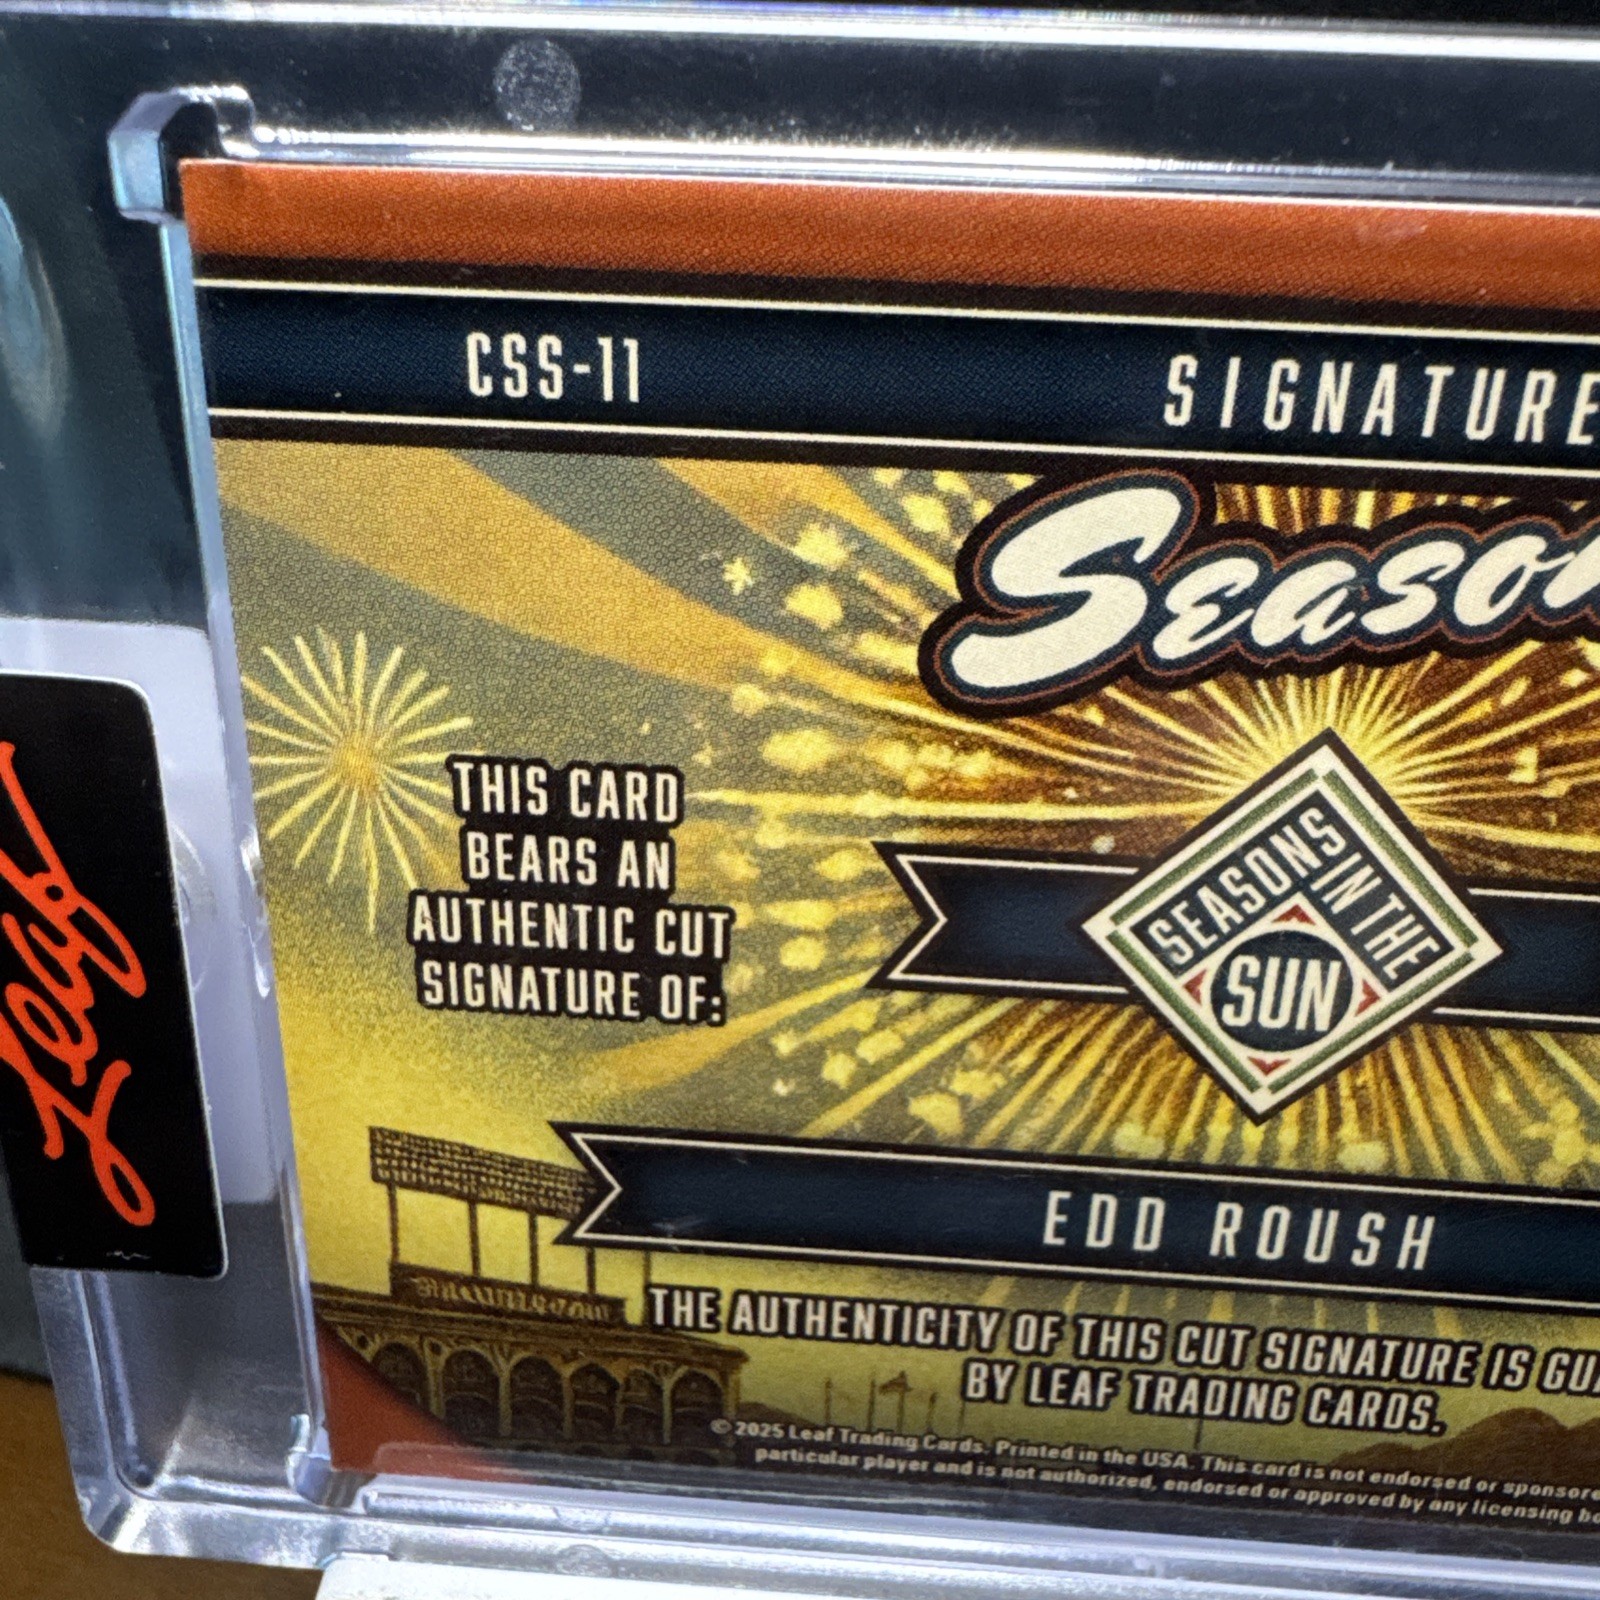 CSS-11
SIGNATURE
Season
THIS CARD
BEARS AN
AUTHENTIC CUT
SIGNATURE OF:
SEASONS
IN THE
SUN
EDD ROUSH
THE AUTHENTICITY OF THIS CUT SIGNATURE IS GUA
BY LEAF TRADING CARDS.
© 2025 Leaf Trading Cards. Printed in the USA. This card is not endorsed or sponsore
particular player and is not authorized, endorsed or approved by any licensing bo
Leaf